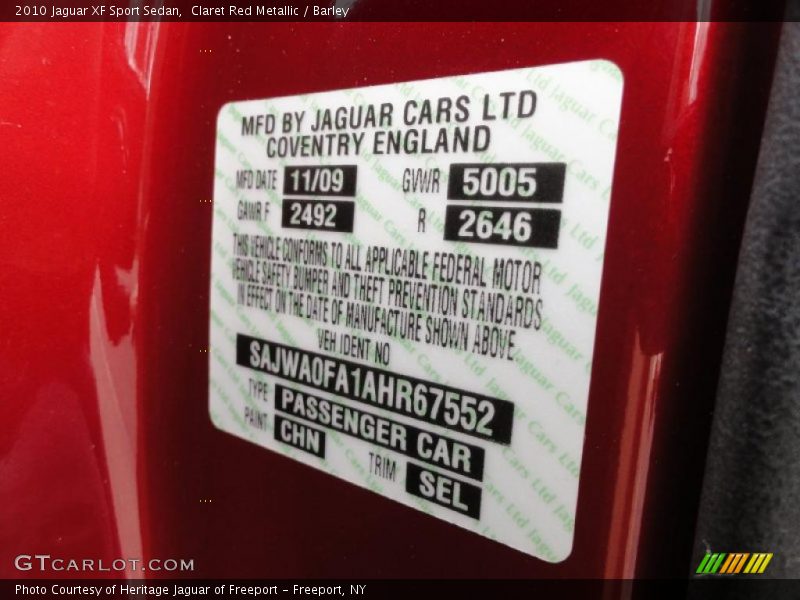 2010 Jaguar XF Sport Sedan,  Claret Red Metallic / Barley
MFD BY JAGUAR CARS LTD
COVENTRY ENGLAND
MFD DATE 11/09 GVWR 5005
GAWR F 2492 R 2646
THIS VEHICLE CONFORMS TO ALL APPLICABLE FEDERAL MOTOR
VEHICLE SAFETY BUMPER AND THEFT PREVENTION STANDARDS
IN EFFECT ON THE DATE OF MANUFACTURE SHOWN ABOVE
VEH IDENT NO
SAJWA0FA1AHR67552
TYPE PASSENGER CAR
PAINT CHN TRIM SEL
GTCARLOT.COM
Photo Courtesy of Heritage Jaguar of Freeport - Freeport, NY